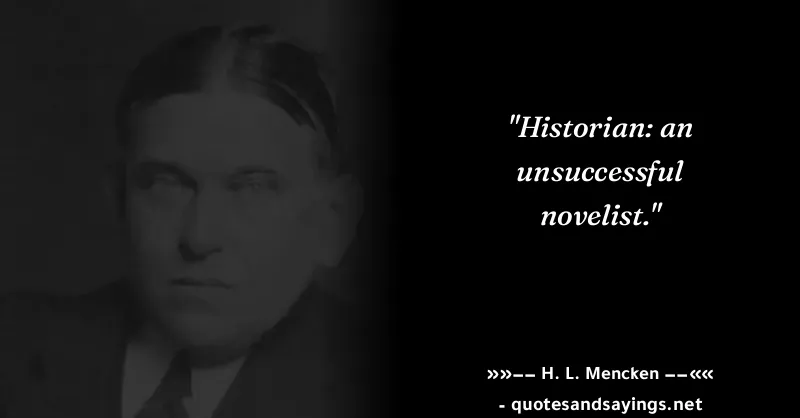 "Historian: an
unsuccessful
novelist."
»»−− H. L. Mencken −−««
- quotesandsayings.net